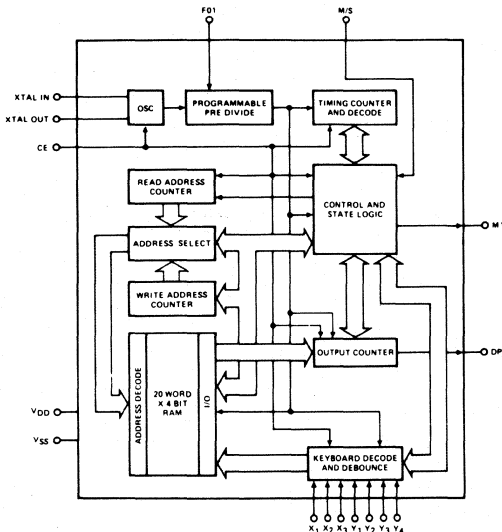 F01
M/S
XTAL IN
XTAL OUT
CE
OSC
PROGRAMMABLE
PRE DIVIDE
TIMING COUNTER
AND DECODE
READ ADDRESS
COUNTER
CONTROL AND
STATE LOGIC
ADDRESS SELECT
WRITE ADDRESS
COUNTER
OUTPUT COUNTER
ADDRESS DECODE
20 WORD
X 4 BIT
RAM
I/O
VDD
VSS
KEYBOARD DECODE
AND DEBOUNCE
DP
X1 X2 X3 Y1 Y2 Y3 Y4